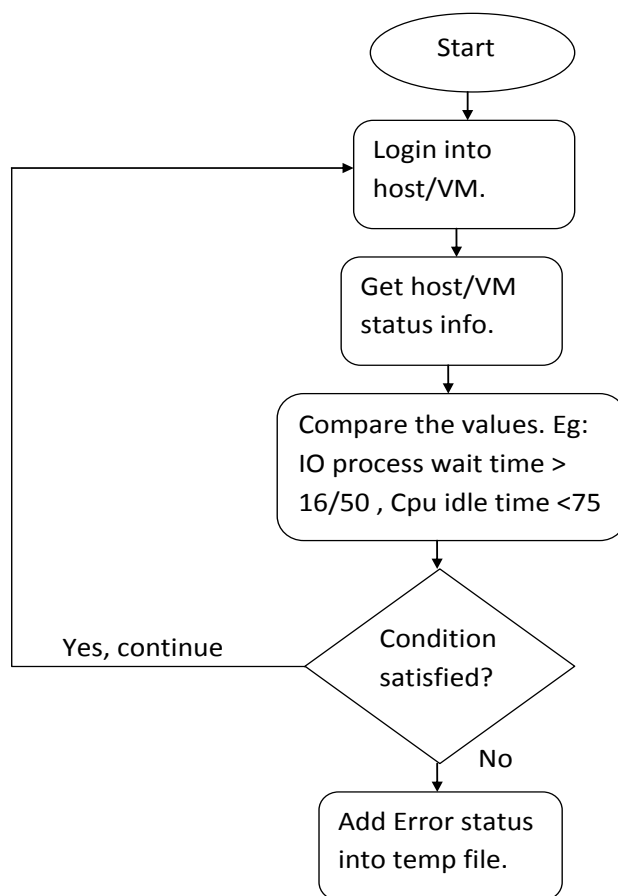 Start
Login into
host/VM.
Get host/VM
status info.
Compare the values. Eg:
IO process wait time >
16/50 , Cpu idle time <75
Condition
satisfied?
Yes, continue
No
Add Error status
into temp file.